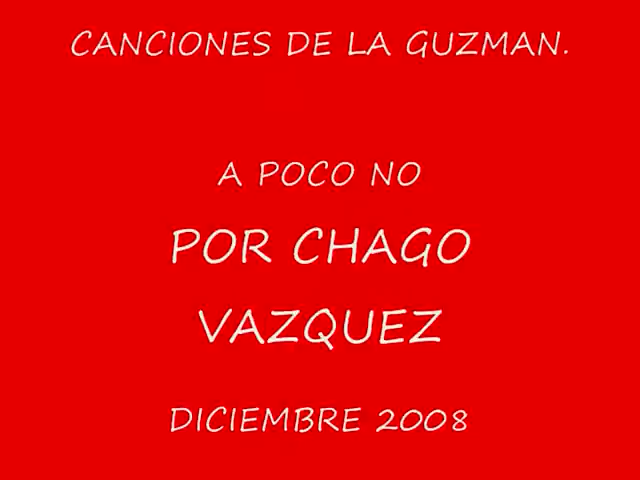 CANCIONES DE LA GUZMAN.
A POCO NO
POR CHAGO
VAZQUEZ
DICIEMBRE 2008